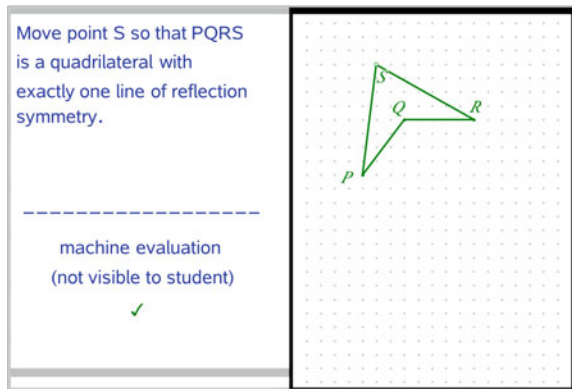 Move point S so that PQRS
is a quadrilateral with
exactly one line of reflection
symmetry.
S
Q
R
P
machine evaluation
(not visible to student)
✓